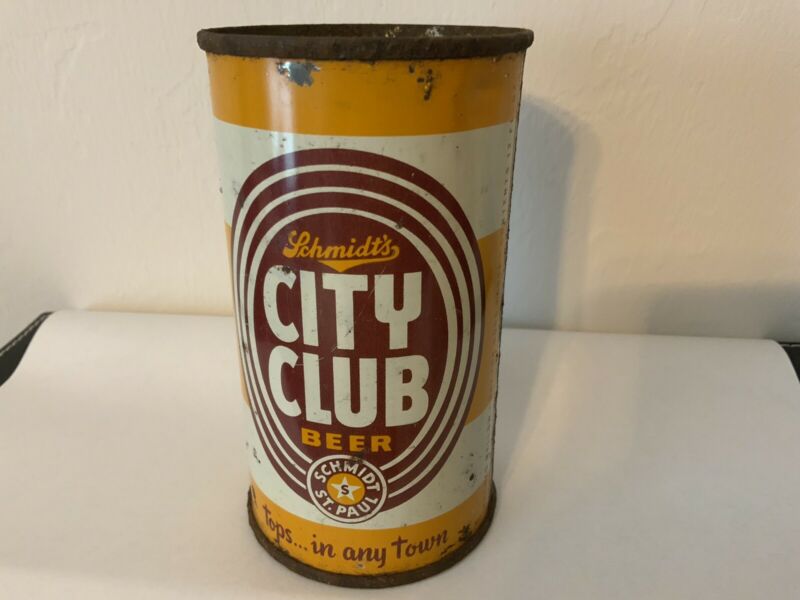 Schmidt's
CITY
CLUB
BEER
SCHMIDT
S
ST. PAUL
tops...in any Town